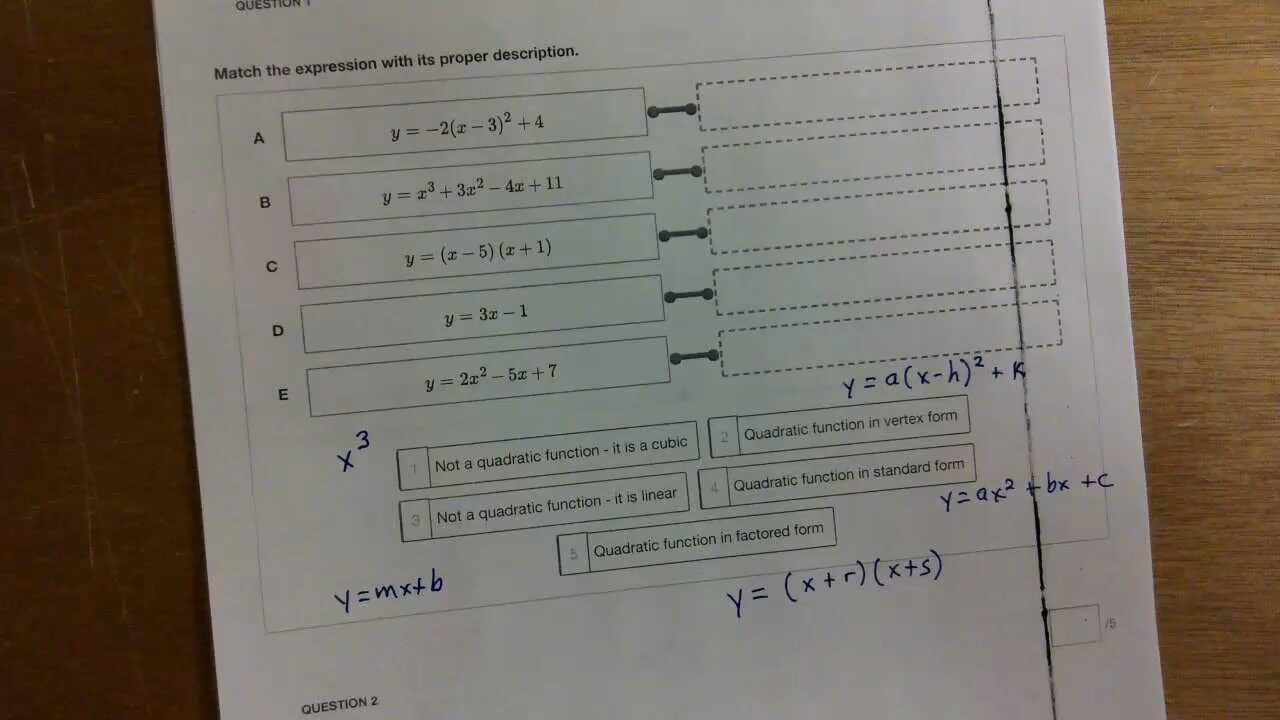 QUESTION 1
Match the expression with its proper description.
A y = −2(x − 3)² + 4
B y = x³ + 3x² − 4x + 11
C y = (x − 5) (x + 1)
D y = 3x − 1
E y = 2x² − 5x + 7
y = a(x-h)² + k
x³
1 Not a quadratic function - it is a cubic
2 Quadratic function in vertex form
3 Not a quadratic function - it is linear
4 Quadratic function in standard form
y = ax² + bx + c
5 Quadratic function in factored form
y = mx+b
y = (x+r)(x+s)
/5
QUESTION 2